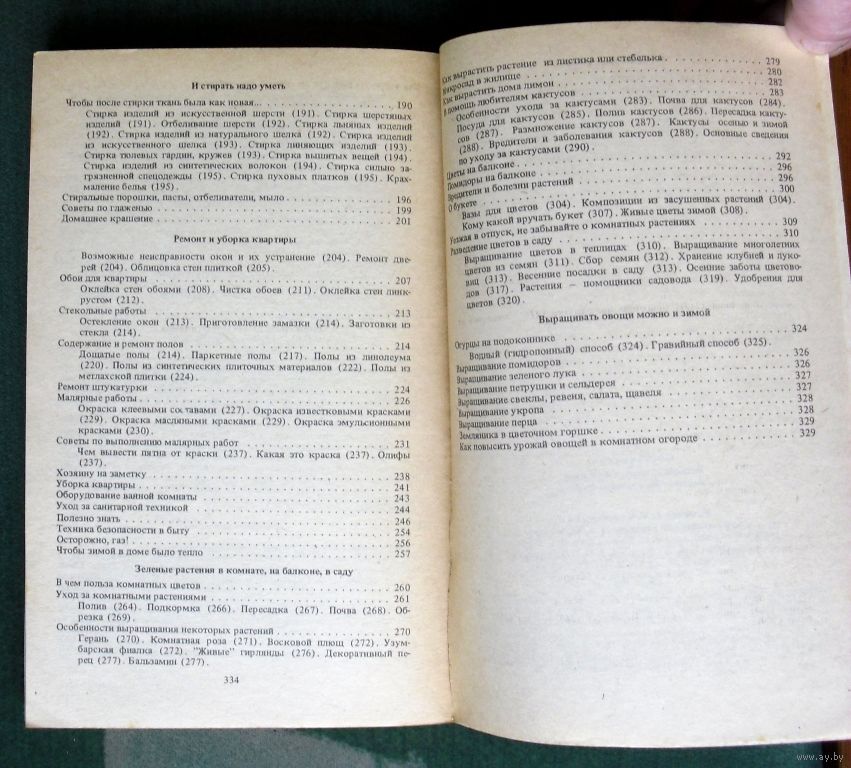 И стирать надо уметь
Чтобы после стирки ткань была как новая... 190
Стирка изделий из искусственной шерсти (191). Стирка шерстяных
изделий (191). Отбеливание шерсти (192). Стирка льняных изделий
(192). Стирка изделий из натурального шелка (192). Стирка изделий
из искусственного шелка (193). Стирка линяющих изделий (193).
Стирка тюлевых гардин, кружев (193). Стирка вышитых вещей (194).
Стирка изделий из синтетических волокон (194). Стирка сильно за-
грязненной спецодежды (195). Стирка пуховых платков (195). Крах-
маление белья (195).
Стиральные порошки, пасты, отбеливатели, мыло 196
Советы по глаженью 199
Домашнее крашение 201
Ремонт и уборка квартиры
Возможные неисправности окон и их устранение (204). Ремонт две-
рей (204). Облицовка стен плиткой (205).
Обои для квартиры 207
Оклейка стен обоями (208). Чистка обоев (211). Оклейка стен линк-
рустом (212).
Стекольные работы 213
Остекление окон (213). Приготовление замазки (214). Заготовки из
стекла (214).
Содержание и ремонт полов 214
Дощатые полы (214). Паркетные полы (217). Полы из линолеума
(220). Полы из синтетических плиточных материалов (222). Полы из
метлахской плитки (224).
Ремонт штукатурки 224
Малярные работы 226
Окраска клеевыми составами (227). Окраска известковыми красками
(229). Окраска масляными красками (229). Окраска эмульсионными
красками (230).
Советы по выполнению малярных работ 231
Чем вывести пятна от краски (237). Какая это краска (237). Олифы
(237).
Хозяину на заметку 238
Уборка квартиры 241
Оборудование ванной комнаты 243
Уход за санитарной техникой 244
Полезно знать 246
Техника безопасности в быту 254
Осторожно, газ! 256
Чтобы зимой в доме было тепло 257
Зеленые растения в комнате, на балконе, в саду
В чем польза комнатных цветов 260
Уход за комнатными растениями 261
Полив (264). Подкормка (266). Пересадка (267). Почва (268). Об-
резка (269).
Особенности выращивания некоторых растений 270
Герань (270). Комнатная роза (271). Восковой плющ (272). Узум-
барская фиалка (272). "Живые" гирлянды (276). Декоративный пе-
рец (277). Бальзамин (277).
334
Как вырастить растение из листика или стебелька 279
Микросад в жилище 280
Как вырастить дома лимон 282
В помощь любителям кактусов 283
Особенности ухода за кактусами (283). Почва для кактусов (284).
Посуда для кактусов (285). Полив кактусов (286). Пересадка какту-
сов (287). Размножение кактусов (287). Кактусы осенью и зимой
(288). Вредители и заболевания кактусов (288). Основные сведения
по уходу за кактусами (290).
Цветы на балконе 292
Помидоры на балконе 296
Вредители и болезни растений 296
О букете 300
Вазы для цветов (304). Композиции из засушенных растений (304).
Кому какой вручать букет (307). Живые цветы зимой (308).
Уезжая в отпуск, не забывайте о комнатных растениях 309
Разведение цветов в саду 310
Выращивание цветов в теплицах (310). Выращивание многолетних
цветов из семян (311). Сбор семян (312). Хранение клубней и луко-
виц (313). Весенние посадки в саду (313). Осенние заботы цветово-
дов (317). Растения – помощники садовода (319). Удобрения для
цветов (320).
Выращивать овощи можно и зимой
Огурцы на подоконнике 324
Водный (гидропонный) способ (324). Гравийный способ (325).
Выращивание помидоров 326
Выращивание зеленого лука 326
Выращивание петрушки и сельдерея 327
Выращивание свеклы, ревеня, салата, щавеля 327
Выращивание укропа 328
Выращивание перца 328
Земляника в цветочном горшке 329
Как повысить урожай овощей в комнатном огороде 329
www.ay.by